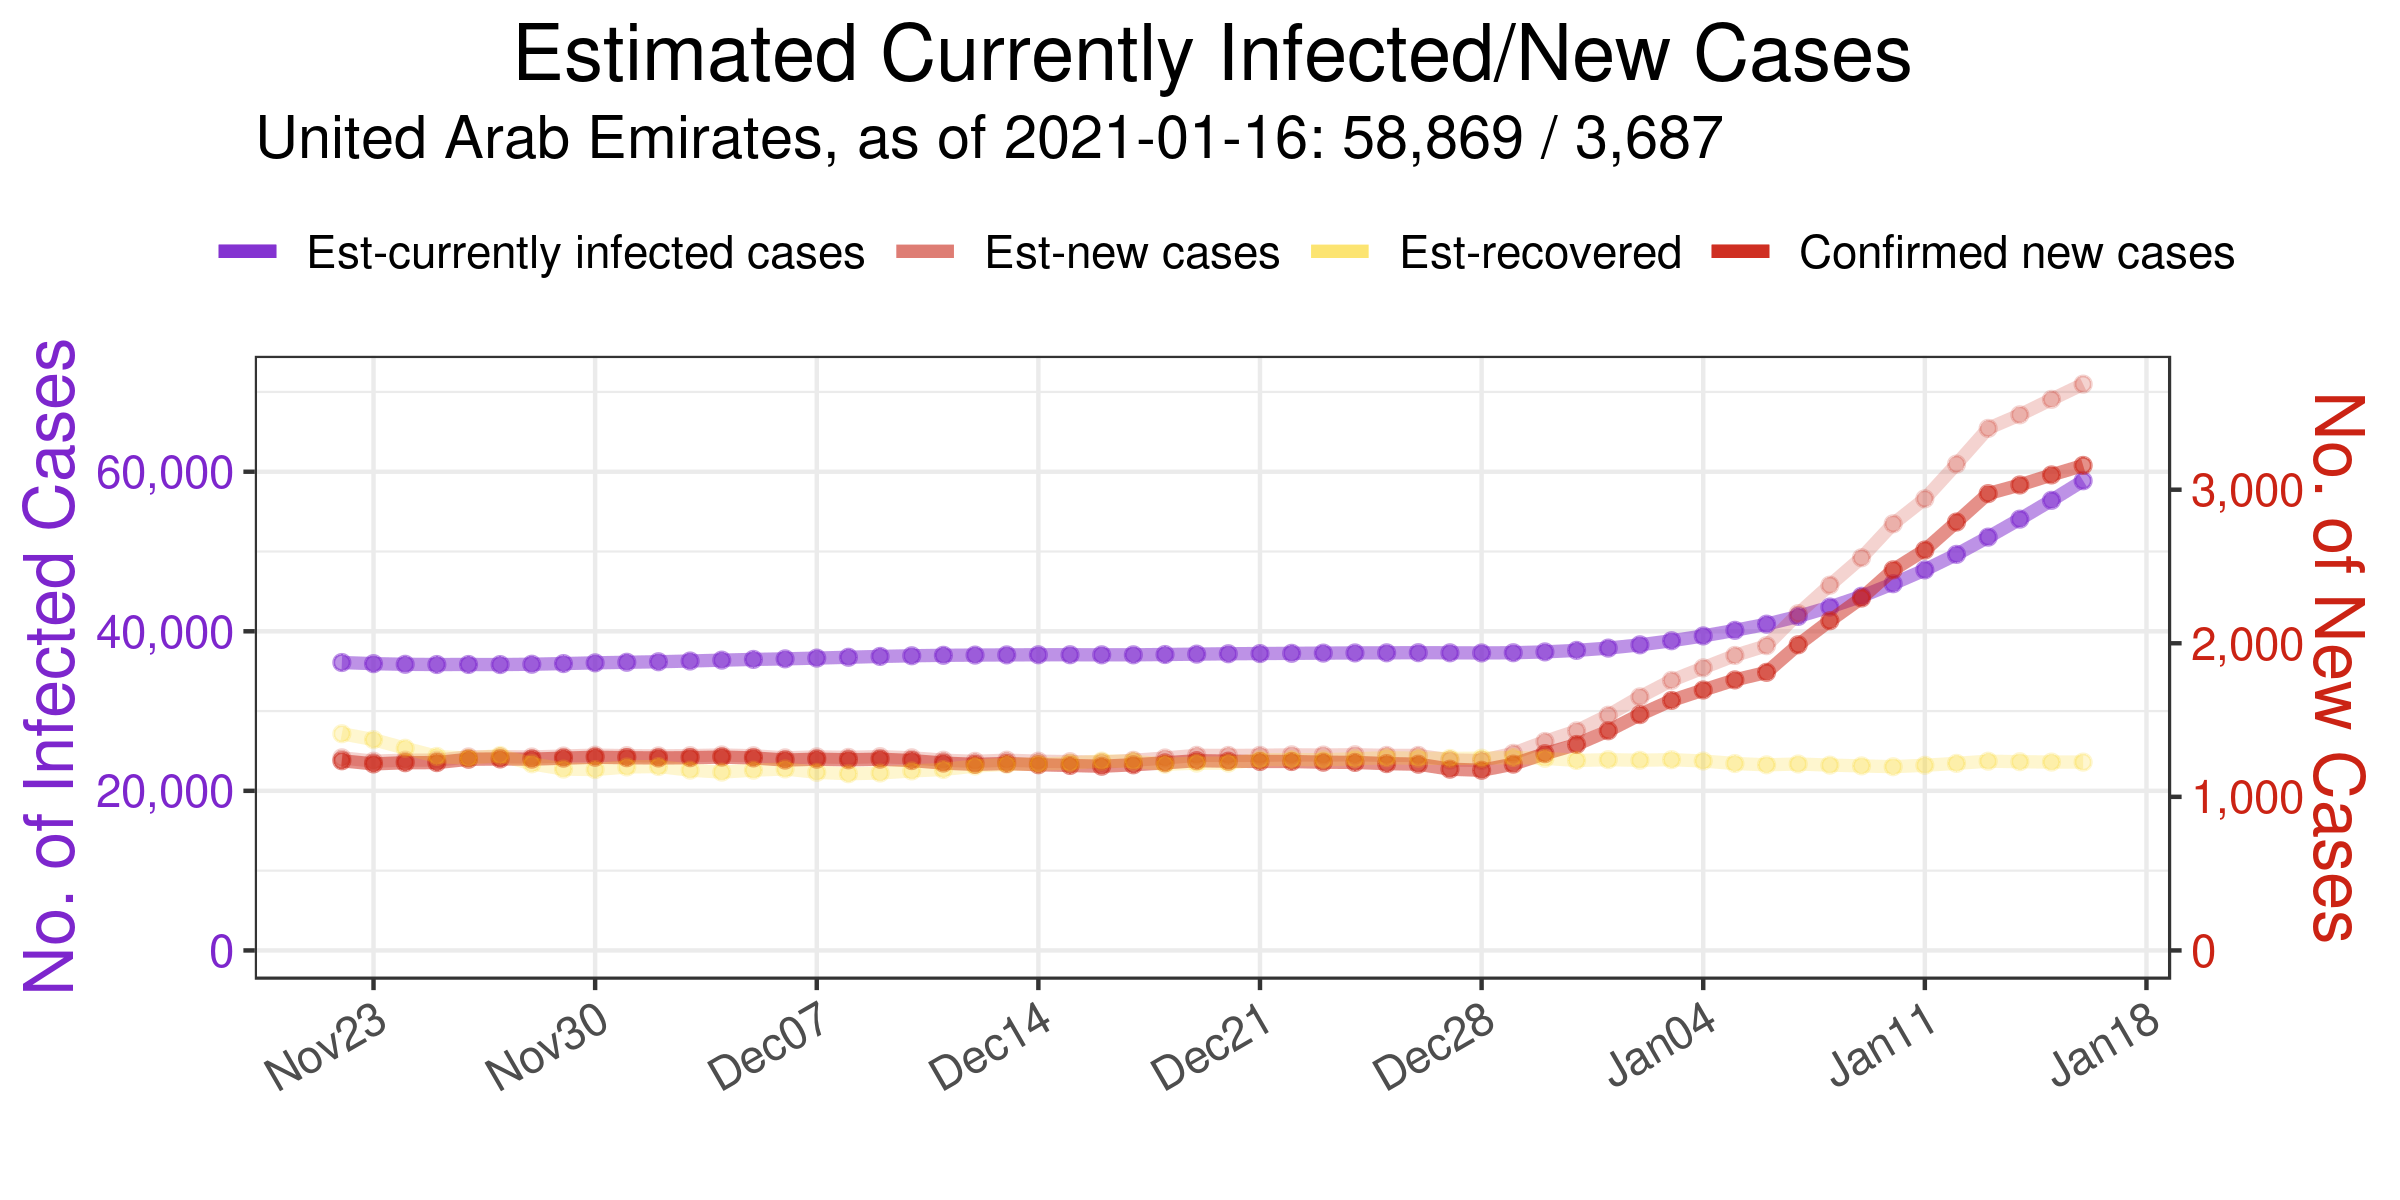 Estimated Currently Infected/New Cases
United Arab Emirates, as of 2021-01-16: 58,869 / 3,687
Est-currently infected cases Est-new cases Est-recovered Confirmed new cases
No. of Infected Cases
60,000
40,000
20,000
0
3,000
2,000
1,000
0
No. of New Cases
Nov23 Nov30 Dec07 Dec14 Dec21 Dec28 Jan04 Jan11 Jan18